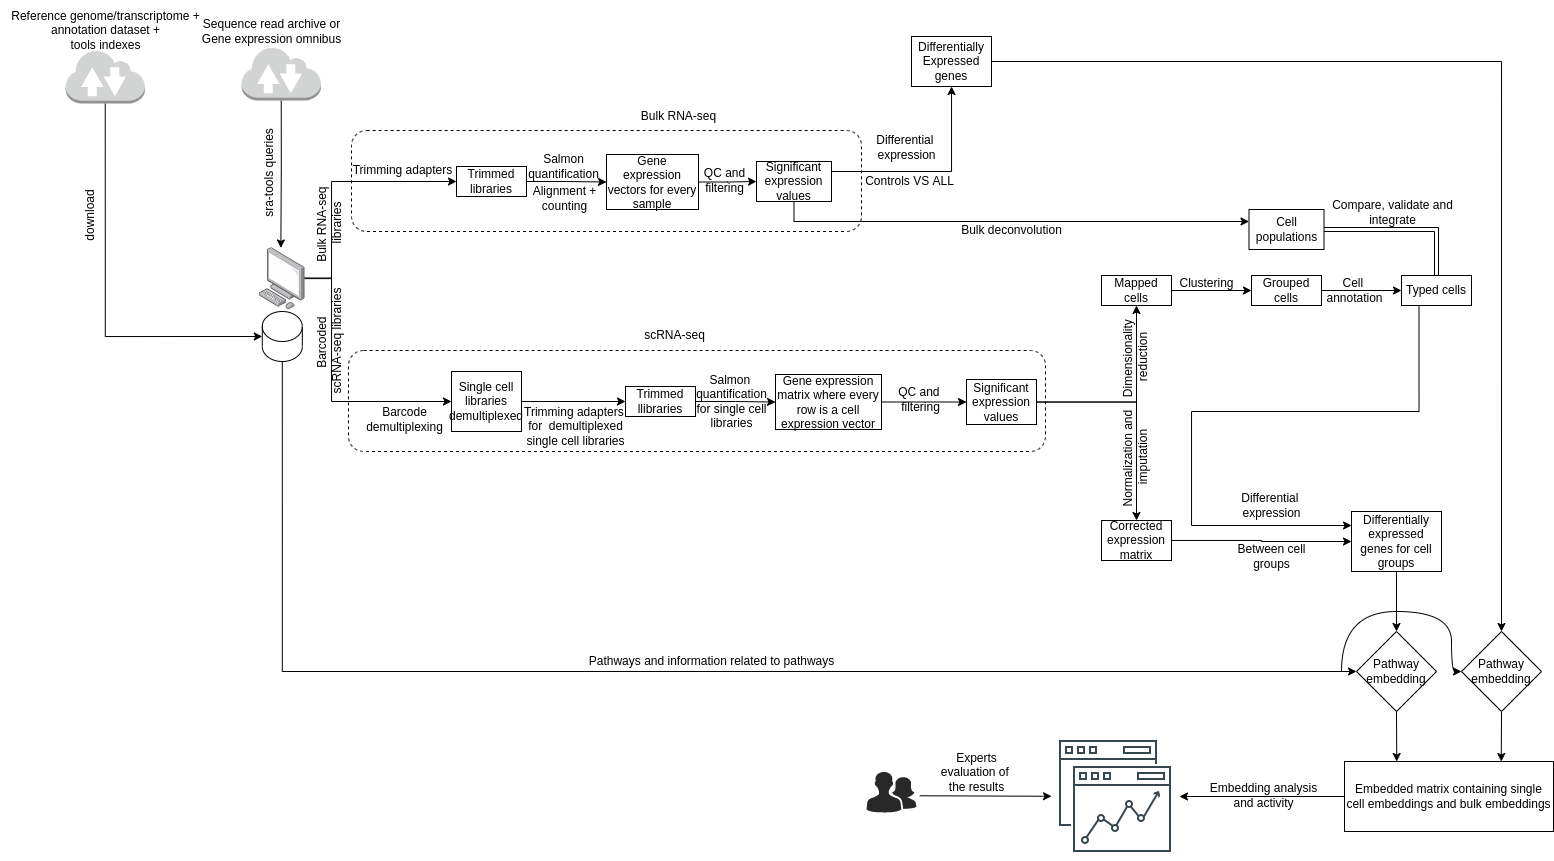 Reference genome/transcriptome +
annotation dataset +
tools indexes
Sequence read archive or
Gene expression omnibus
download
sra-tools queries
Bulk RNA-seq
libraries
Barcoded
scRNA-seq libraries
Bulk RNA-seq
Trimming adapters
Trimmed
libraries
Salmon
quantification
Alignment +
counting
Gene
expression
vectors for every
sample
QC and
filtering
Significant
expression
values
Differential
expression
Controls VS ALL
Differentially
Expressed
genes
Bulk deconvolution
Cell
populations
Compare, validate and
integrate
Mapped
cells
Clustering
Grouped
cells
Cell
annotation
Typed cells
scRNA-seq
Barcode
demultiplexing
Single cell
libraries
demultiplexed
Trimming adapters
for  demultiplexed
single cell libraries
Trimmed
llibraries
Salmon
quantification
for single cell
libraries
Gene expression
matrix where every
row is a cell
expression vector
QC and
filtering
Significant
expression
values
Dimensionality
reduction
Normalization and
imputation
Corrected
expression
matrix
Differential
expression
Between cell
groups
Differentially
expressed
genes for cell
groups
Pathways and information related to pathways
Pathway
embedding
Pathway
embedding
Experts
evaluation of
the results
Embedding analysis
and activity
Embedded matrix containing single
cell embeddings and bulk embeddings